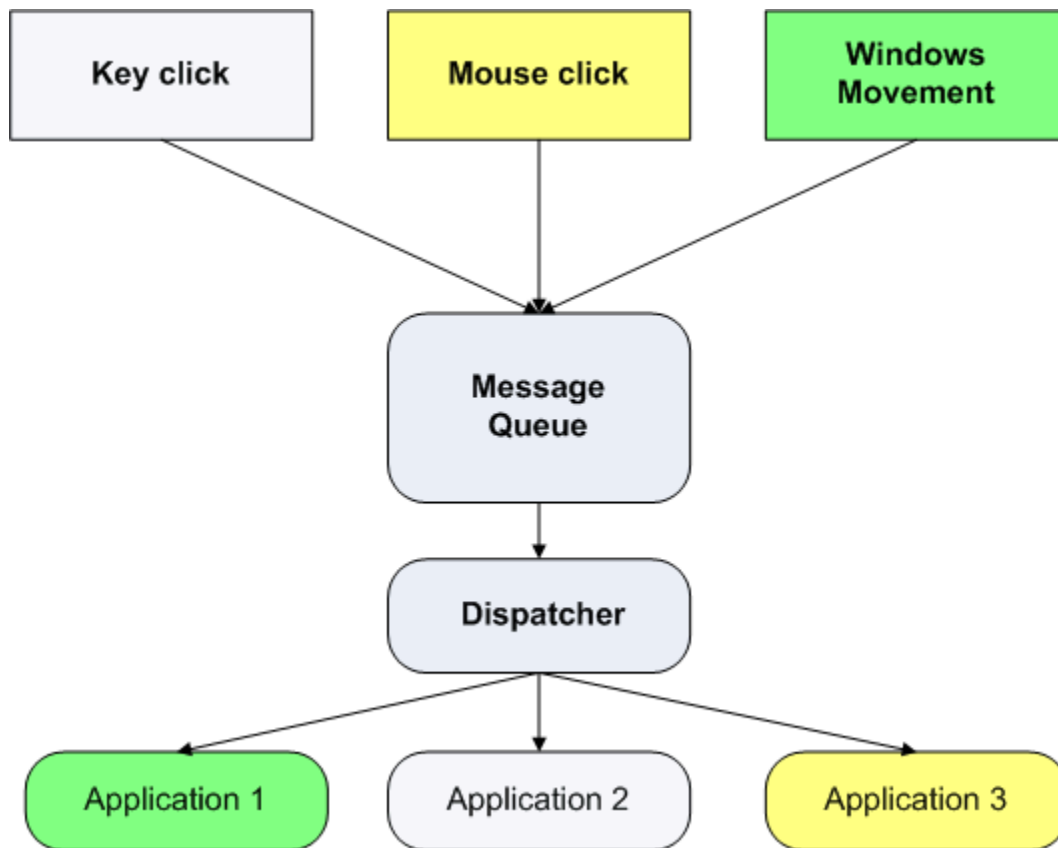 Key click
Mouse click
Windows
Movement
Message
Queue
Dispatcher
Application 1
Application 2
Application 3